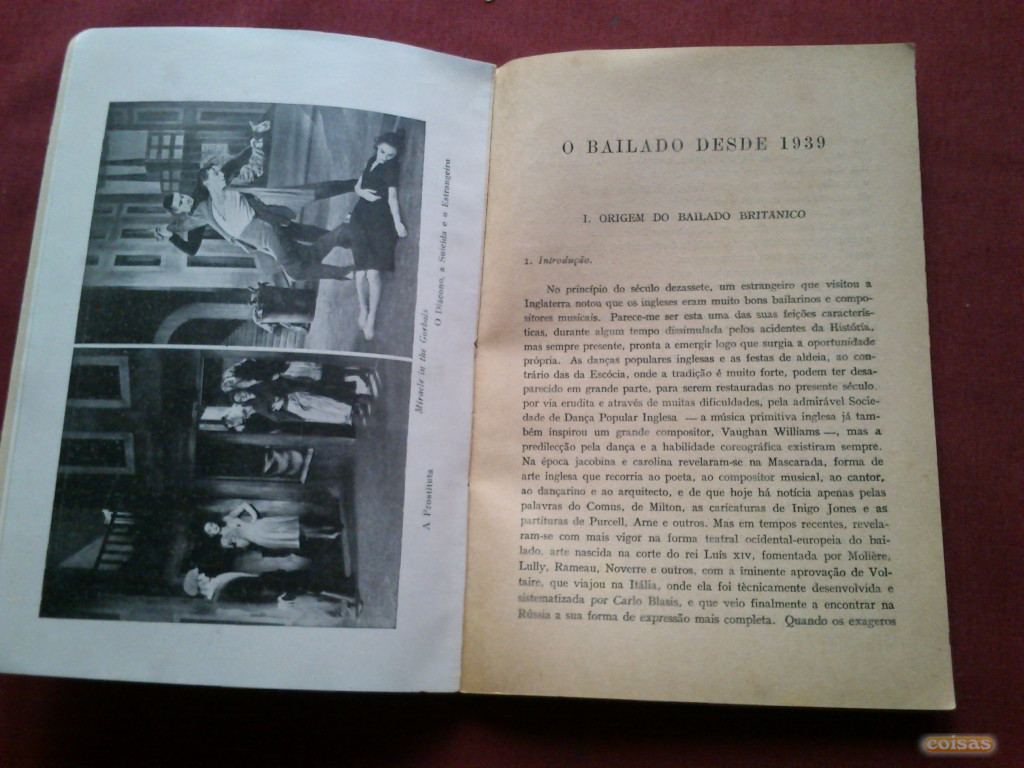 O Diácono, a Suicida e o Estrangeiro
Miracle in the Gorbals
A Prostituta
O BAILADO DESDE 1939
I. ORIGEM DO BAILADO BRITÂNICO
1. Introdução.
No princípio do século dezassete, um estrangeiro que visitou a
Inglaterra notou que os ingleses eram muito bons bailarinos e compo-
sitores musicais. Parece-me ser esta uma das suas feições caracterís-
ticas, durante algum tempo dissimulada pelos acidentes da História,
mas sempre presente, pronta a emergir logo que surgia a oportunidade
própria. As danças populares inglesas e as festas de aldeia, ao con-
trário das da Escócia, onde a tradição é muito forte, podem ter desa-
parecido em grande parte, para serem restauradas no presente século,
por via erudita e através de muitas dificuldades, pela admirável Socie-
dade de Dança Popular Inglesa — a música primitiva inglesa já tam-
bém inspirou um grande compositor, Vaughan Williams —, mas a
predilecção pela dança e a habilidade coreográfica existiram sempre.
Na época jacobina e carolina revelaram-se na Mascarada, forma de
arte inglesa que recorria ao poeta, ao compositor musical, ao cantor,
ao dançarino e ao arquitecto, e de que hoje há notícia apenas pelas
palavras do Comus, de Milton, as caricaturas de Inigo Jones e as
partituras de Purcell, Arne e outros. Mas em tempos recentes, revela-
ram-se com mais vigor na forma teatral ocidental-europeia do bai-
lado, arte nascida na corte do rei Luís XIV, fomentada por Molière,
Lully, Rameau, Noverre e outros, com a iminente aprovação de Vol-
taire, que viajou na Itália, onde ela foi tècnicamente desenvolvida e
sistematizada por Carlo Blasis, e que veio finalmente a encontrar na
Rússia a sua forma de expressão mais completa. Quando os exageros
coisas